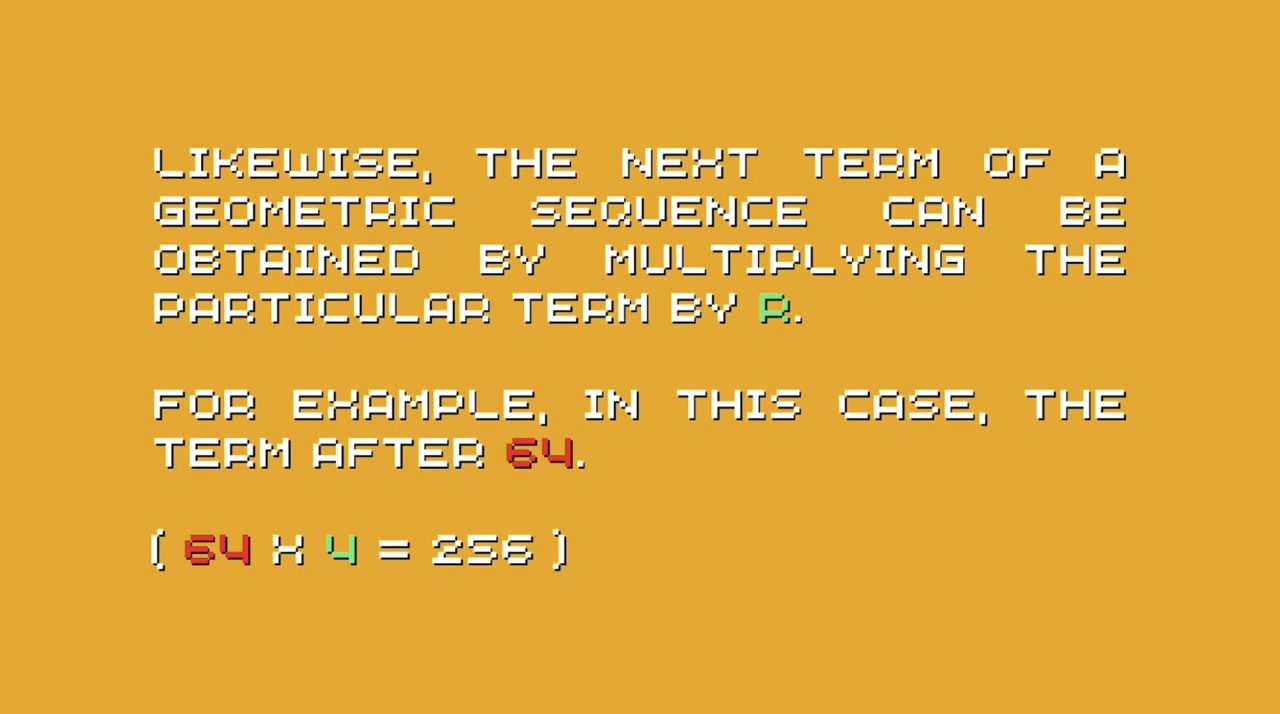 LIKEWISE, THE NEXT TERM OF A
GEOMETRIC SEQUENCE CAN BE
OBTAINED BY MULTIPLYING THE
PARTICULAR TERM BY R.
FOR EXAMPLE, IN THIS CASE, THE
TERM AFTER 64.
( 64 X 4 = 256 )